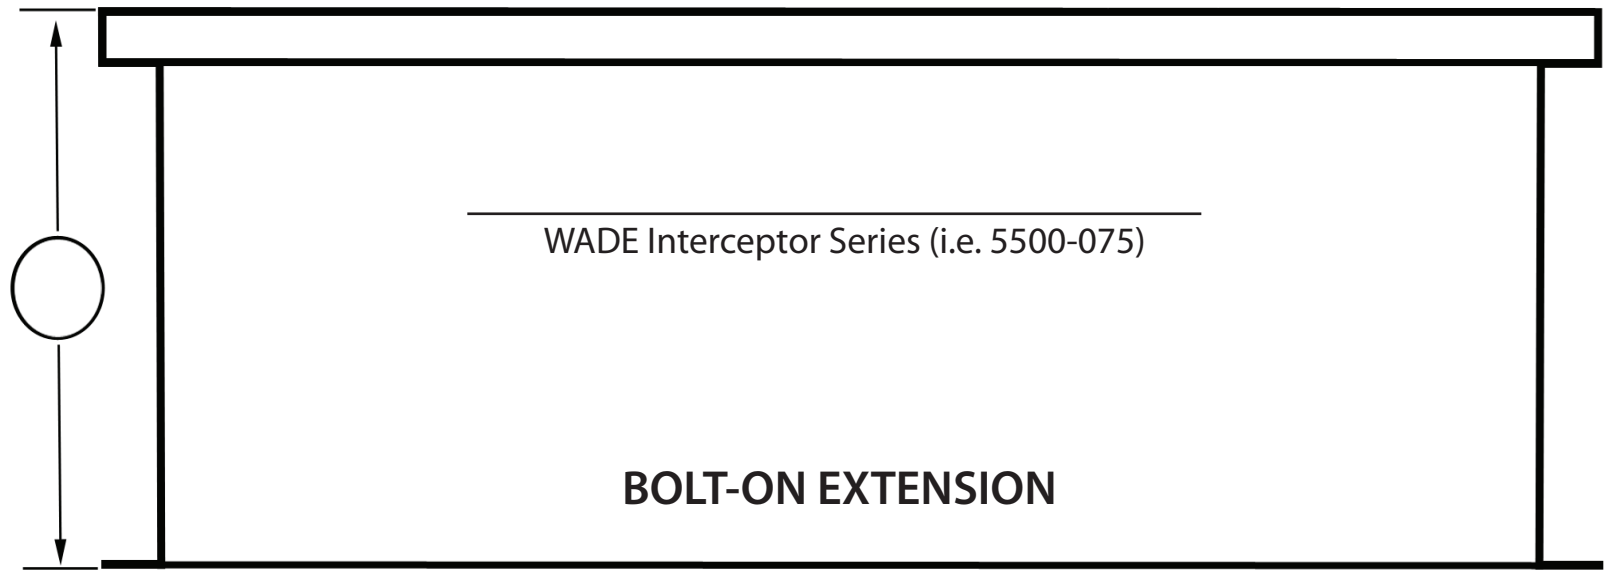 WADE Interceptor Series (i.e. 5500-075)
BOLT-ON EXTENSION